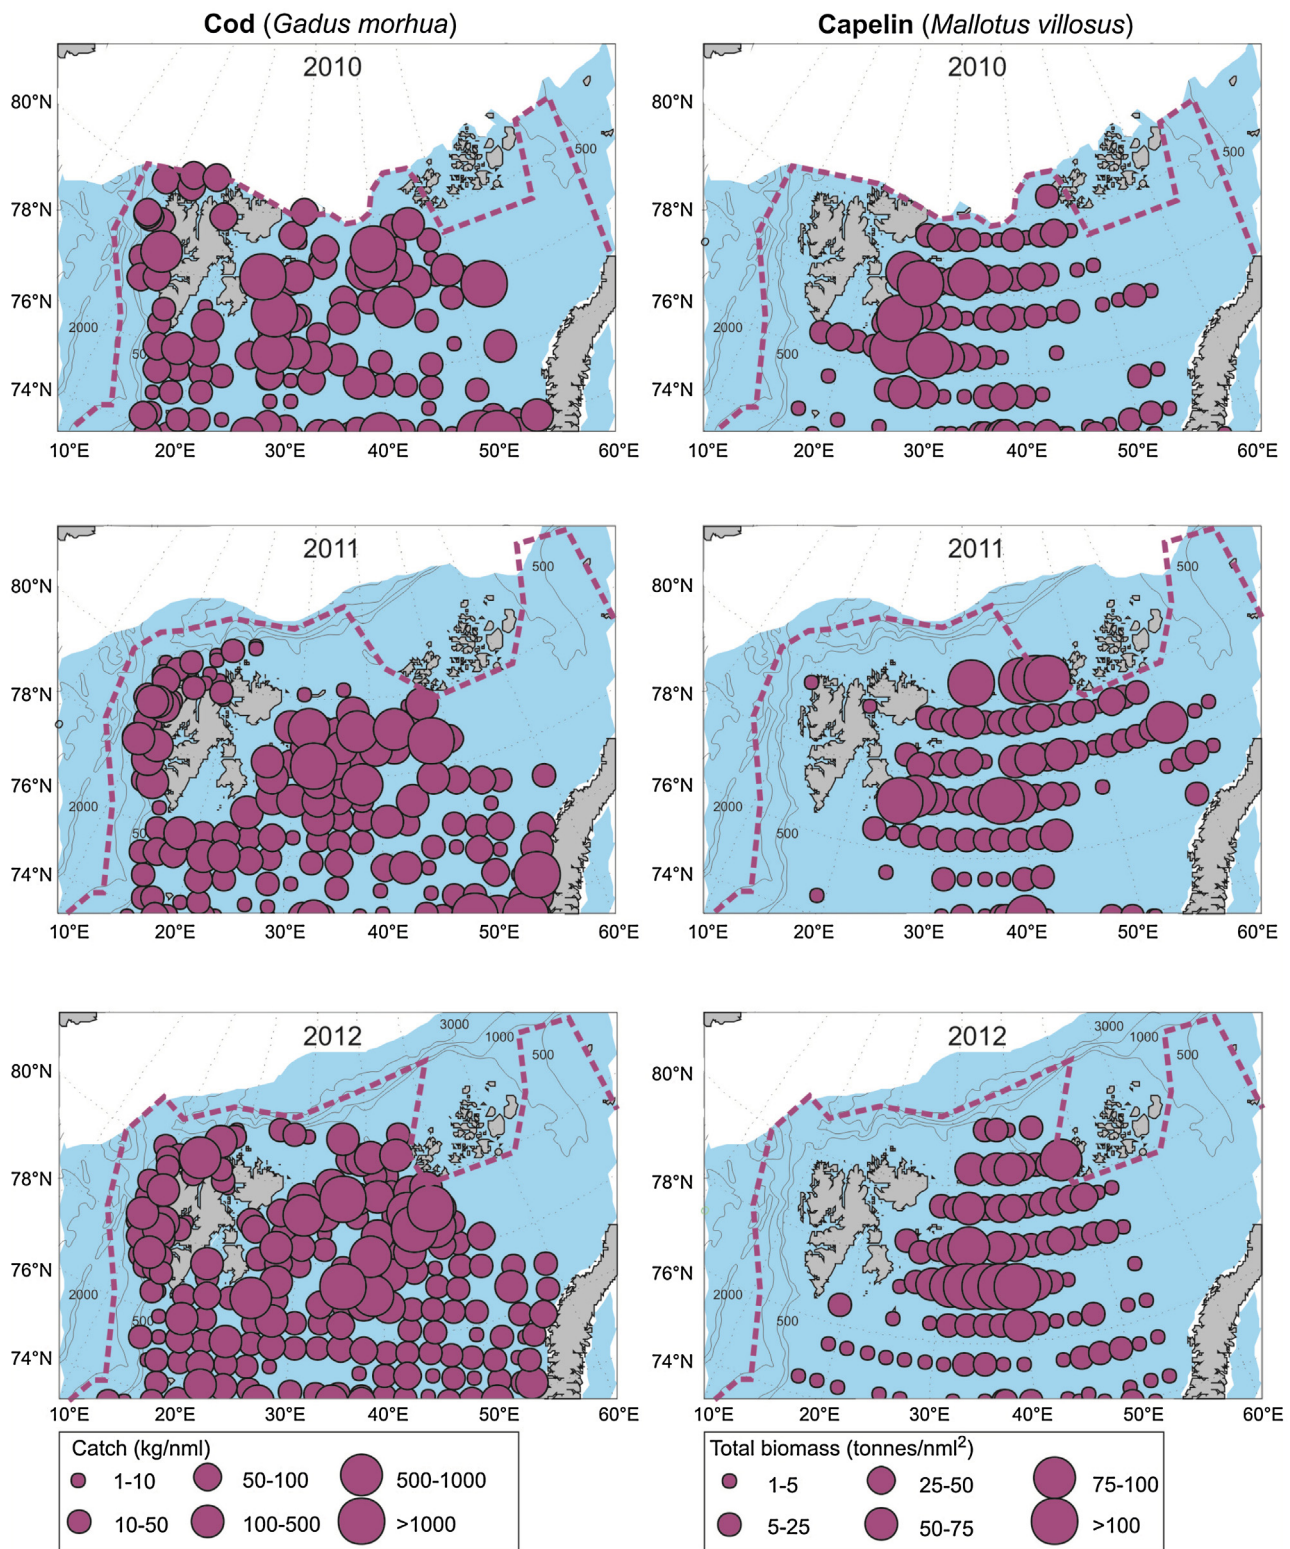 Cod (Gadus morhua)
Capelin (Mallotus villosus)
2010
2010
80°N
500
80°N
500
78°N
78°N
76°N
76°N
2000
50
2000
500
74°N
74°N
10°E 20°E 30°E 40°E 50°E 60°E
10°E 20°E 30°E 40°E 50°E 60°E
2011
2011
500
500
80°N
80°N
78°N
78°N
76°N
76°N
2000
50
2000
500
74°N
74°N
10°E 20°E 30°E 40°E 50°E 60°E
10°E 20°E 30°E 40°E 50°E 60°E
2012
3000
1000
500
2012
3000
1000
500
80°N
80°N
78°N
78°N
76°N
76°N
2000
500
2000
500
74°N
74°N
10°E 20°E 30°E 40°E 50°E 60°E
10°E 20°E 30°E 40°E 50°E 60°E
Catch (kg/nml)
1-10 50-100 500-1000
10-50 100-500 >1000
Total biomass (tonnes/nml²)
1-5 25-50 75-100
5-25 50-75 >100